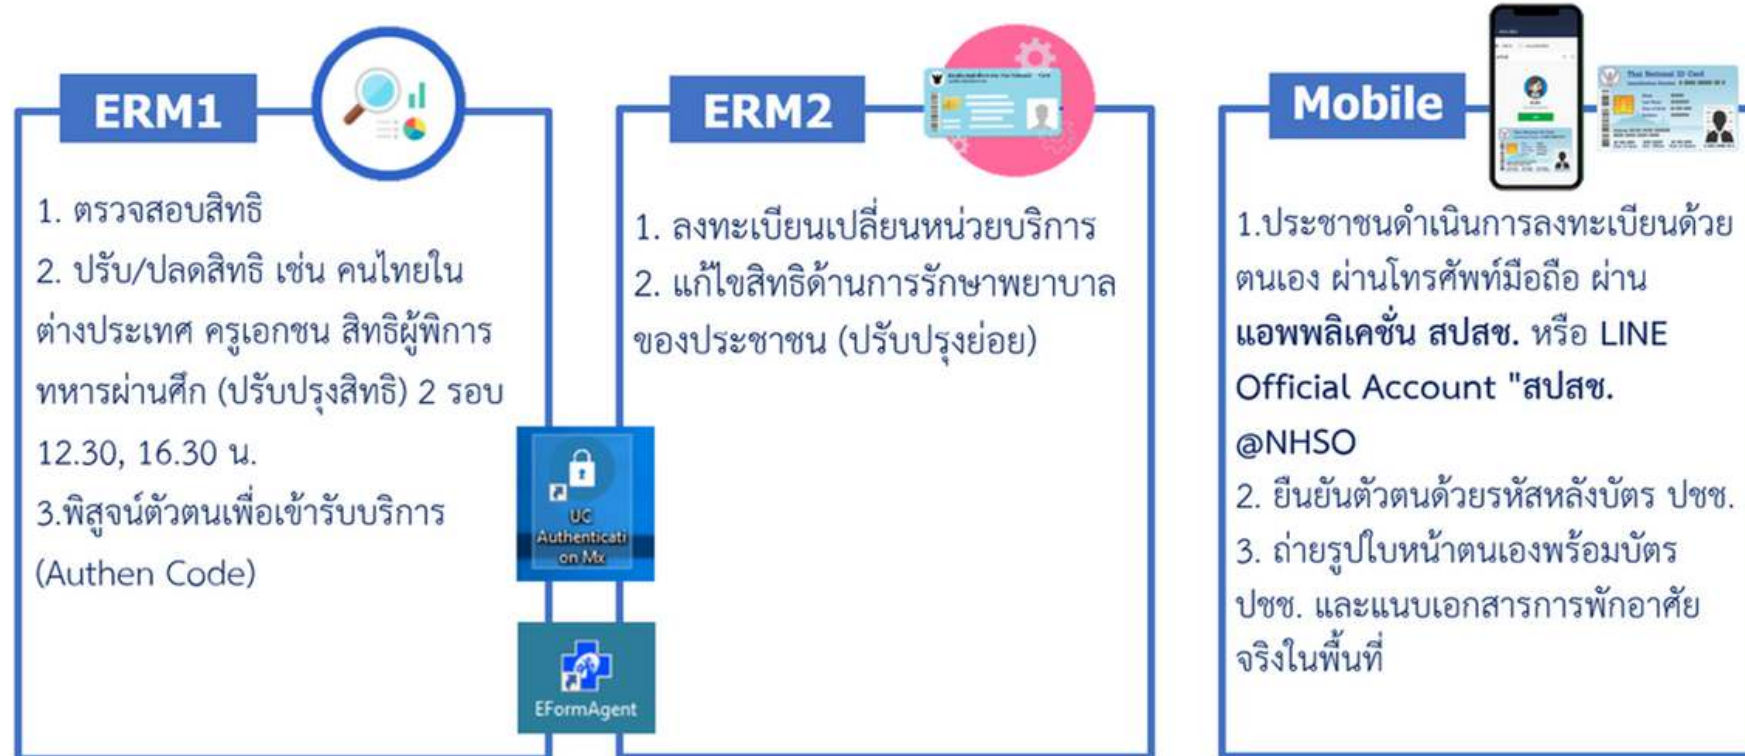 ERM1
1. ตรวจสอบสิทธิ
2. ปรับ/ปลดสิทธิ เช่น คนไทยใน
ต่างประเทศ ครูเอกชน สิทธิผู้พิการ
ทหารผ่านศึก (ปรับปรุงสิทธิ) 2 รอบ
12.30, 16.30 น.
3.พิสูจน์ตัวตนเพื่อเข้ารับบริการ
(Authen Code)
UC
Authenticati
on Mx
EFormAgent
ERM2
1. ลงทะเบียนเปลี่ยนหน่วยบริการ
2. แก้ไขสิทธิด้านการรักษาพยาบาล
ของประชาชน (ปรับปรุงย่อย)
Mobile
Thai National ID Card
1.ประชาชนดำเนินการลงทะเบียนด้วย
ตนเอง ผ่านโทรศัพท์มือถือ ผ่าน
แอพพลิเคชั่น สปสช. หรือ LINE
Official Account "สปสช.
@NHSO
2. ยืนยันตัวตนด้วยรหัสหลังบัตร ปชช.
3. ถ่ายรูปใบหน้าตนเองพร้อมบัตร
ปชช. และแนบเอกสารการพักอาศัย
จริงในพื้นที่